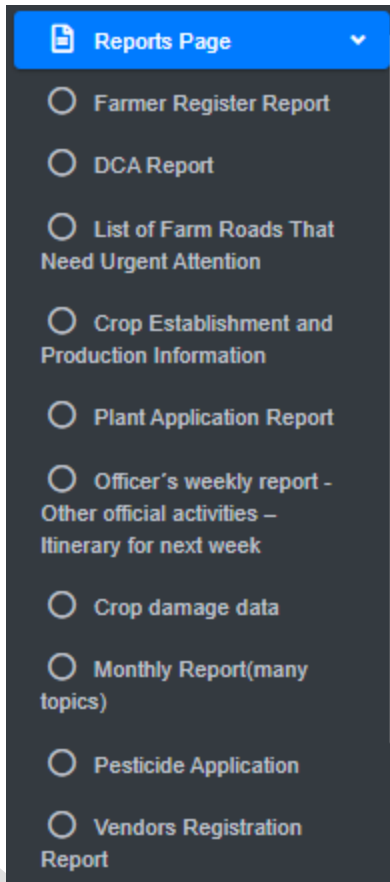 Reports Page
Farmer Register Report
DCA Report
List of Farm Roads That
Need Urgent Attention
Crop Establishment and
Production Information
Plant Application Report
Officer´s weekly report -
Other official activities –
Itinerary for next week
Crop damage data
Monthly Report(many
topics)
Pesticide Application
Vendors Registration
Report